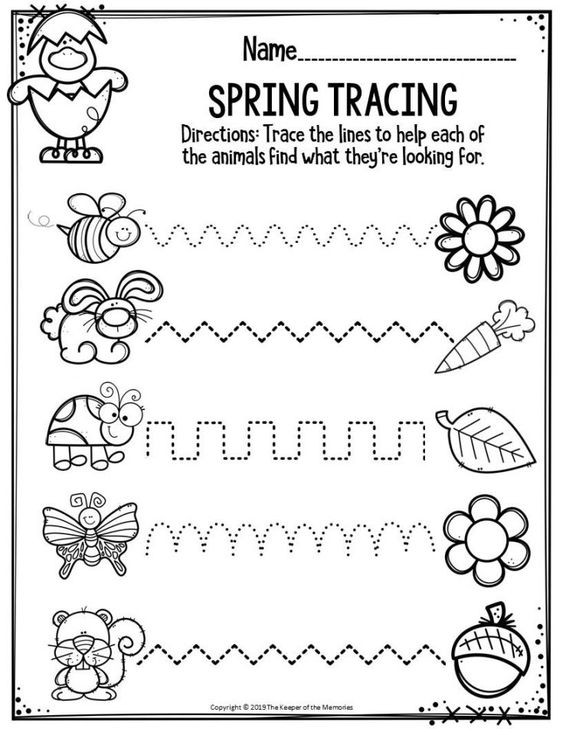 Name________________________________
SPRING TRACING
Directions: Trace the lines to help each of
the animals find what they're looking for.
Copyright © 2019 The Keeper of the Memories